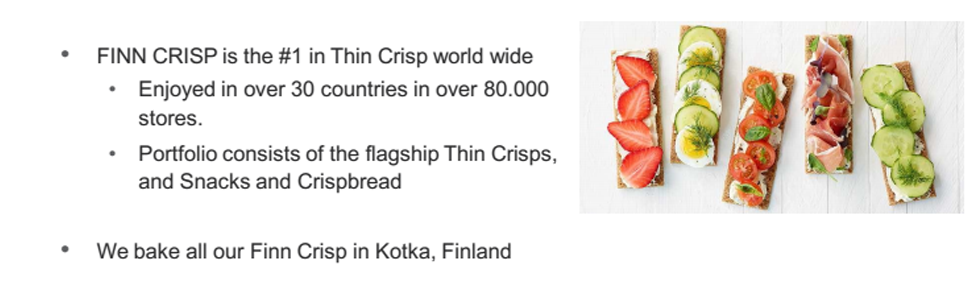 • FINN CRISP is the #1 in Thin Crisp world wide
• Enjoyed in over 30 countries in over 80.000
stores.
• Portfolio consists of the flagship Thin Crisps,
and Snacks and Crispbread
• We bake all our Finn Crisp in Kotka, Finland